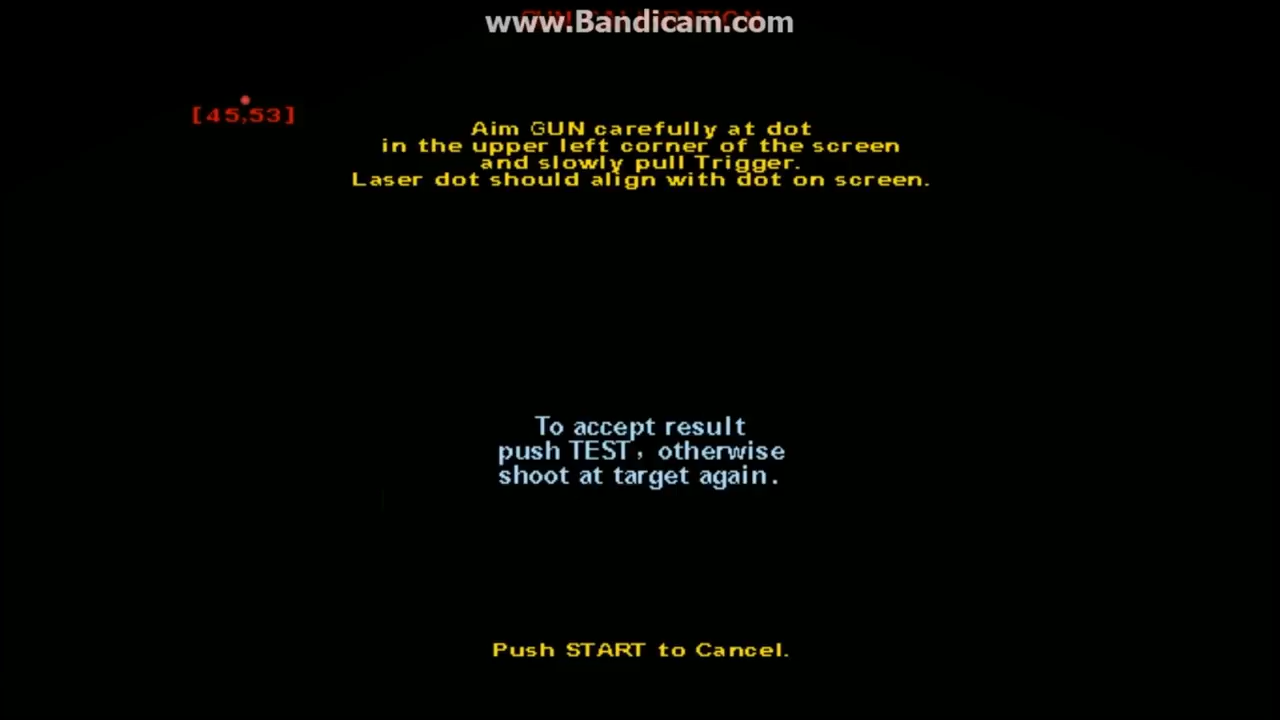 www.Bandicam.com
[45,53]
Aim GUN carefully at dot
in the upper left corner of the screen
and slowly pull Trigger.
Laser dot should align with dot on screen.
To accept result
push TEST, otherwise
shoot at target again.
Push START to Cancel.